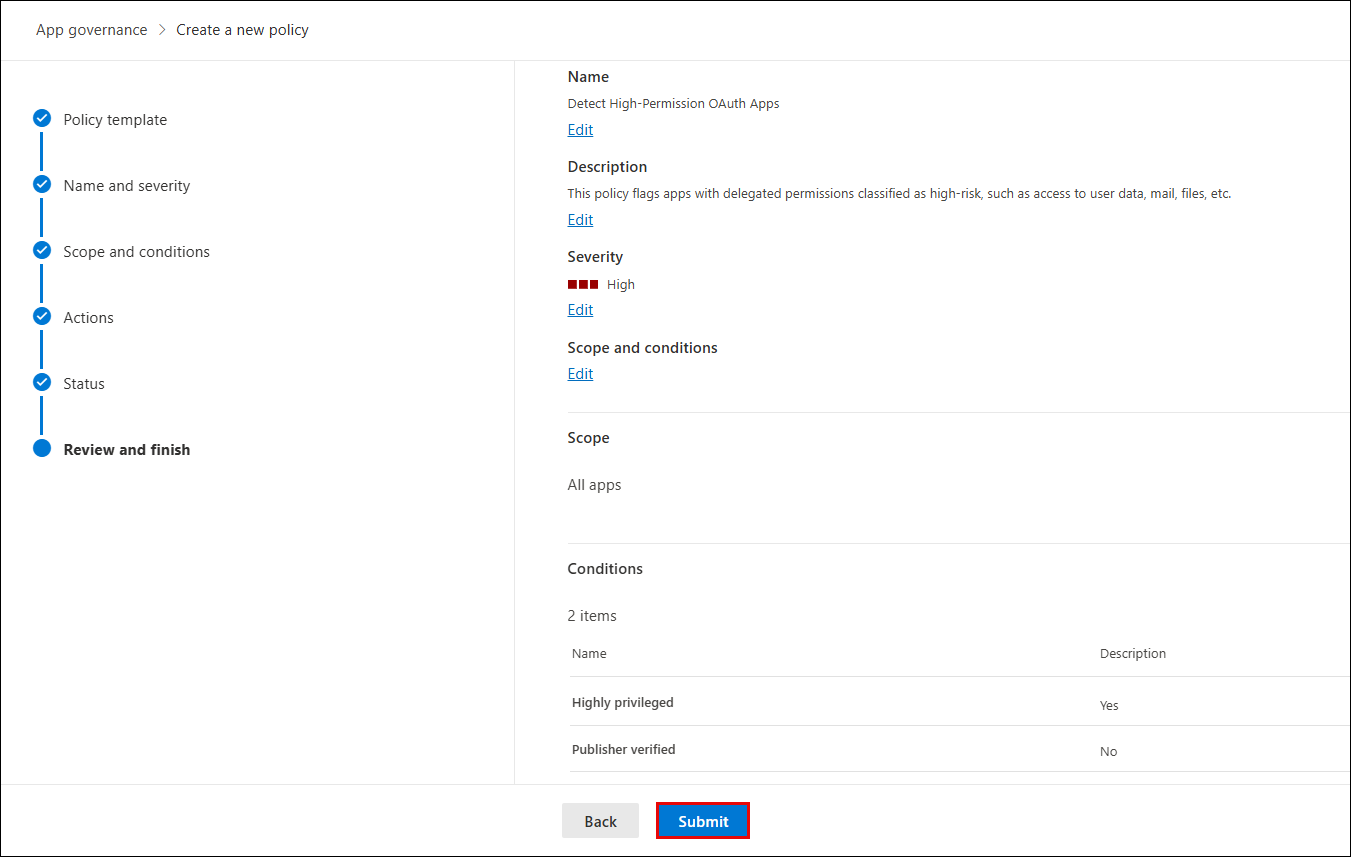 App governance > Create a new policy
Policy template
Name and severity
Scope and conditions
Actions
Status
Review and finish
Name
Detect High-Permission OAuth Apps
Edit
Description
This policy flags apps with delegated permissions classified as high-risk, such as access to user data, mail, files, etc.
Edit
Severity
High
Edit
Scope and conditions
Edit
Scope
All apps
Conditions
2 items
Name Description
Highly privileged Yes
Publisher verified No
Back Submit